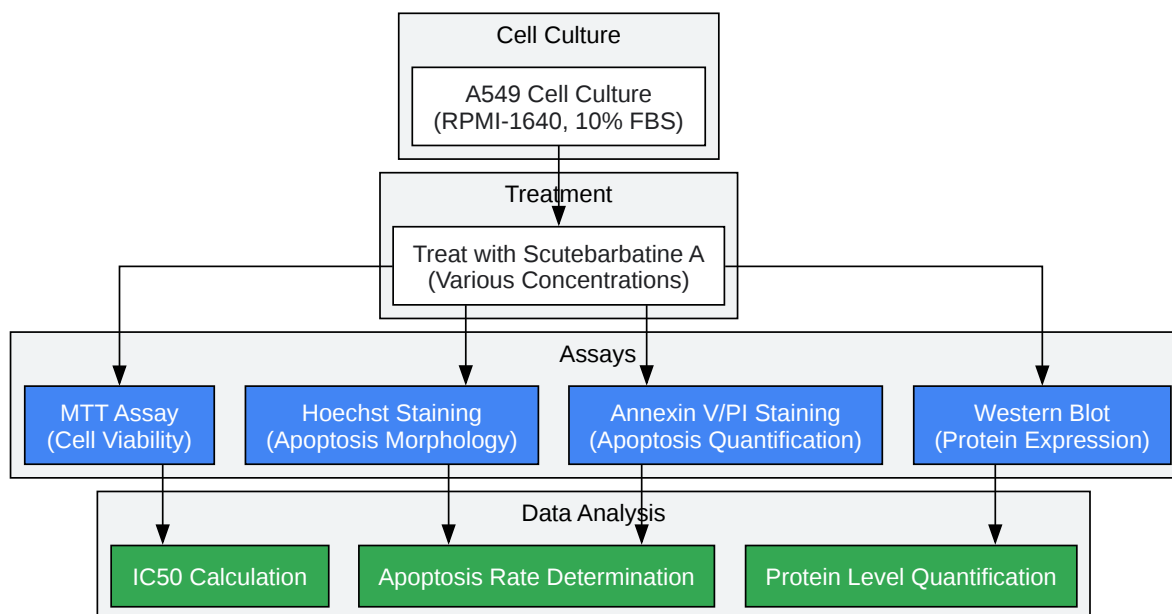 Cell Culture
A549 Cell Culture
(RPMI-1640, 10% FBS)
Treatment
Treat with Scutebarbatine A
(Various Concentrations)
Assays
MTT Assay
(Cell Viability)
Hoechst Staining
(Apoptosis Morphology)
Annexin V/PI Staining
(Apoptosis Quantification)
Western Blot
(Protein Expression)
Data Analysis
IC50 Calculation
Apoptosis Rate Determination
Protein Level Quantification